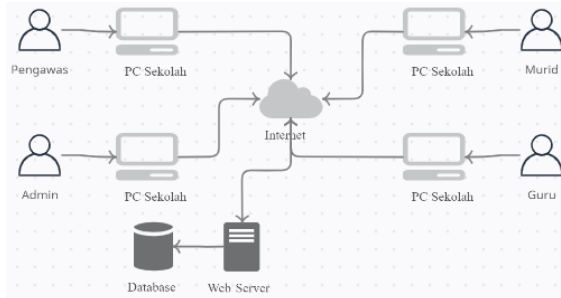 Pengawas
PC Sekolah
PC Sekolah
Murid
Internet
Admin
PC Sekolah
PC Sekolah
Guru
Database
Web Server